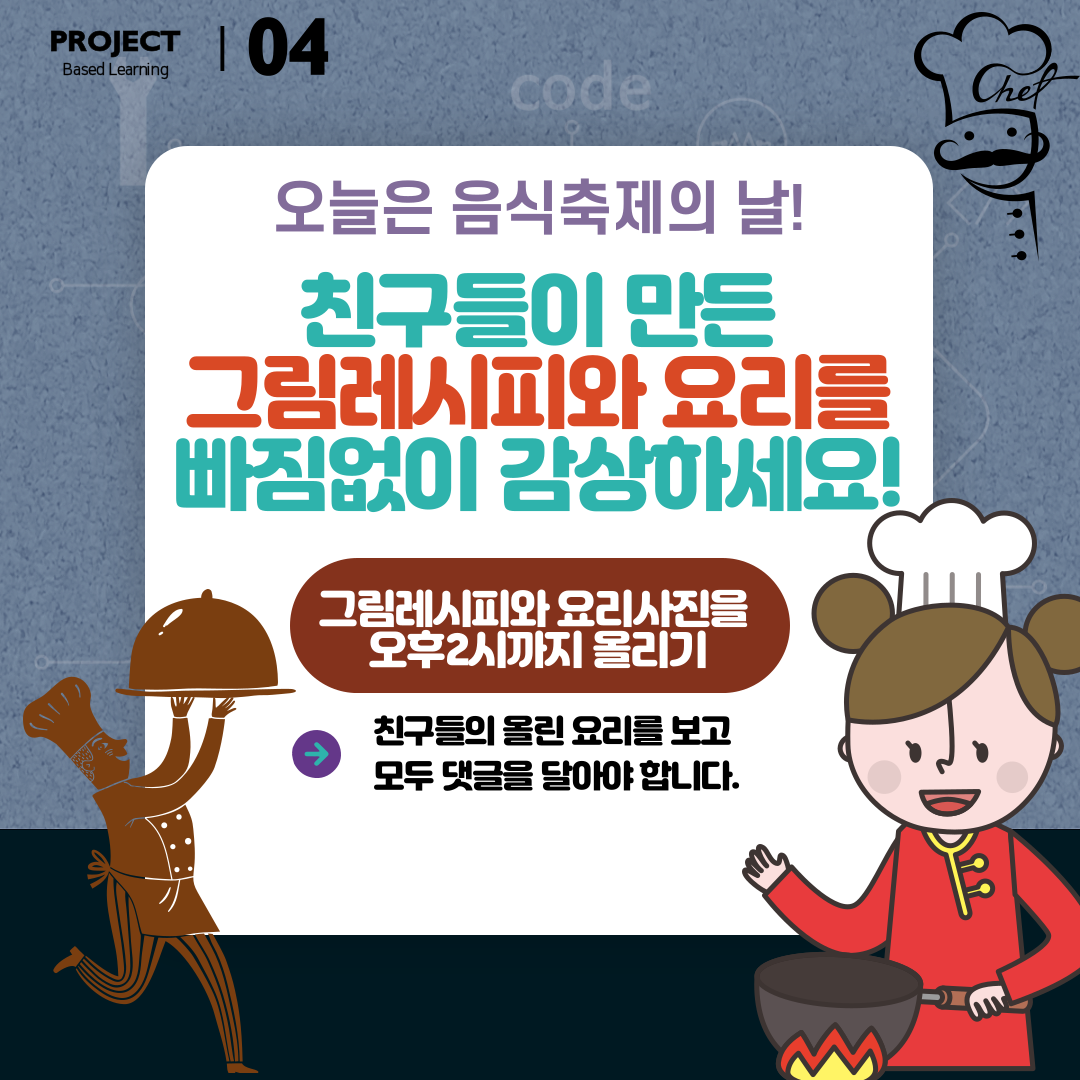 PROJECT
Based Learning
04
code
Chef
오늘은 음식축제의 날!
친구들이 만든
그림레시피와 요리를
빠짐없이 감상하세요!
그림레시피와 요리사진을
오후2시까지 올리기
친구들의 올린 요리를 보고
모두 댓글을 달아야 합니다.